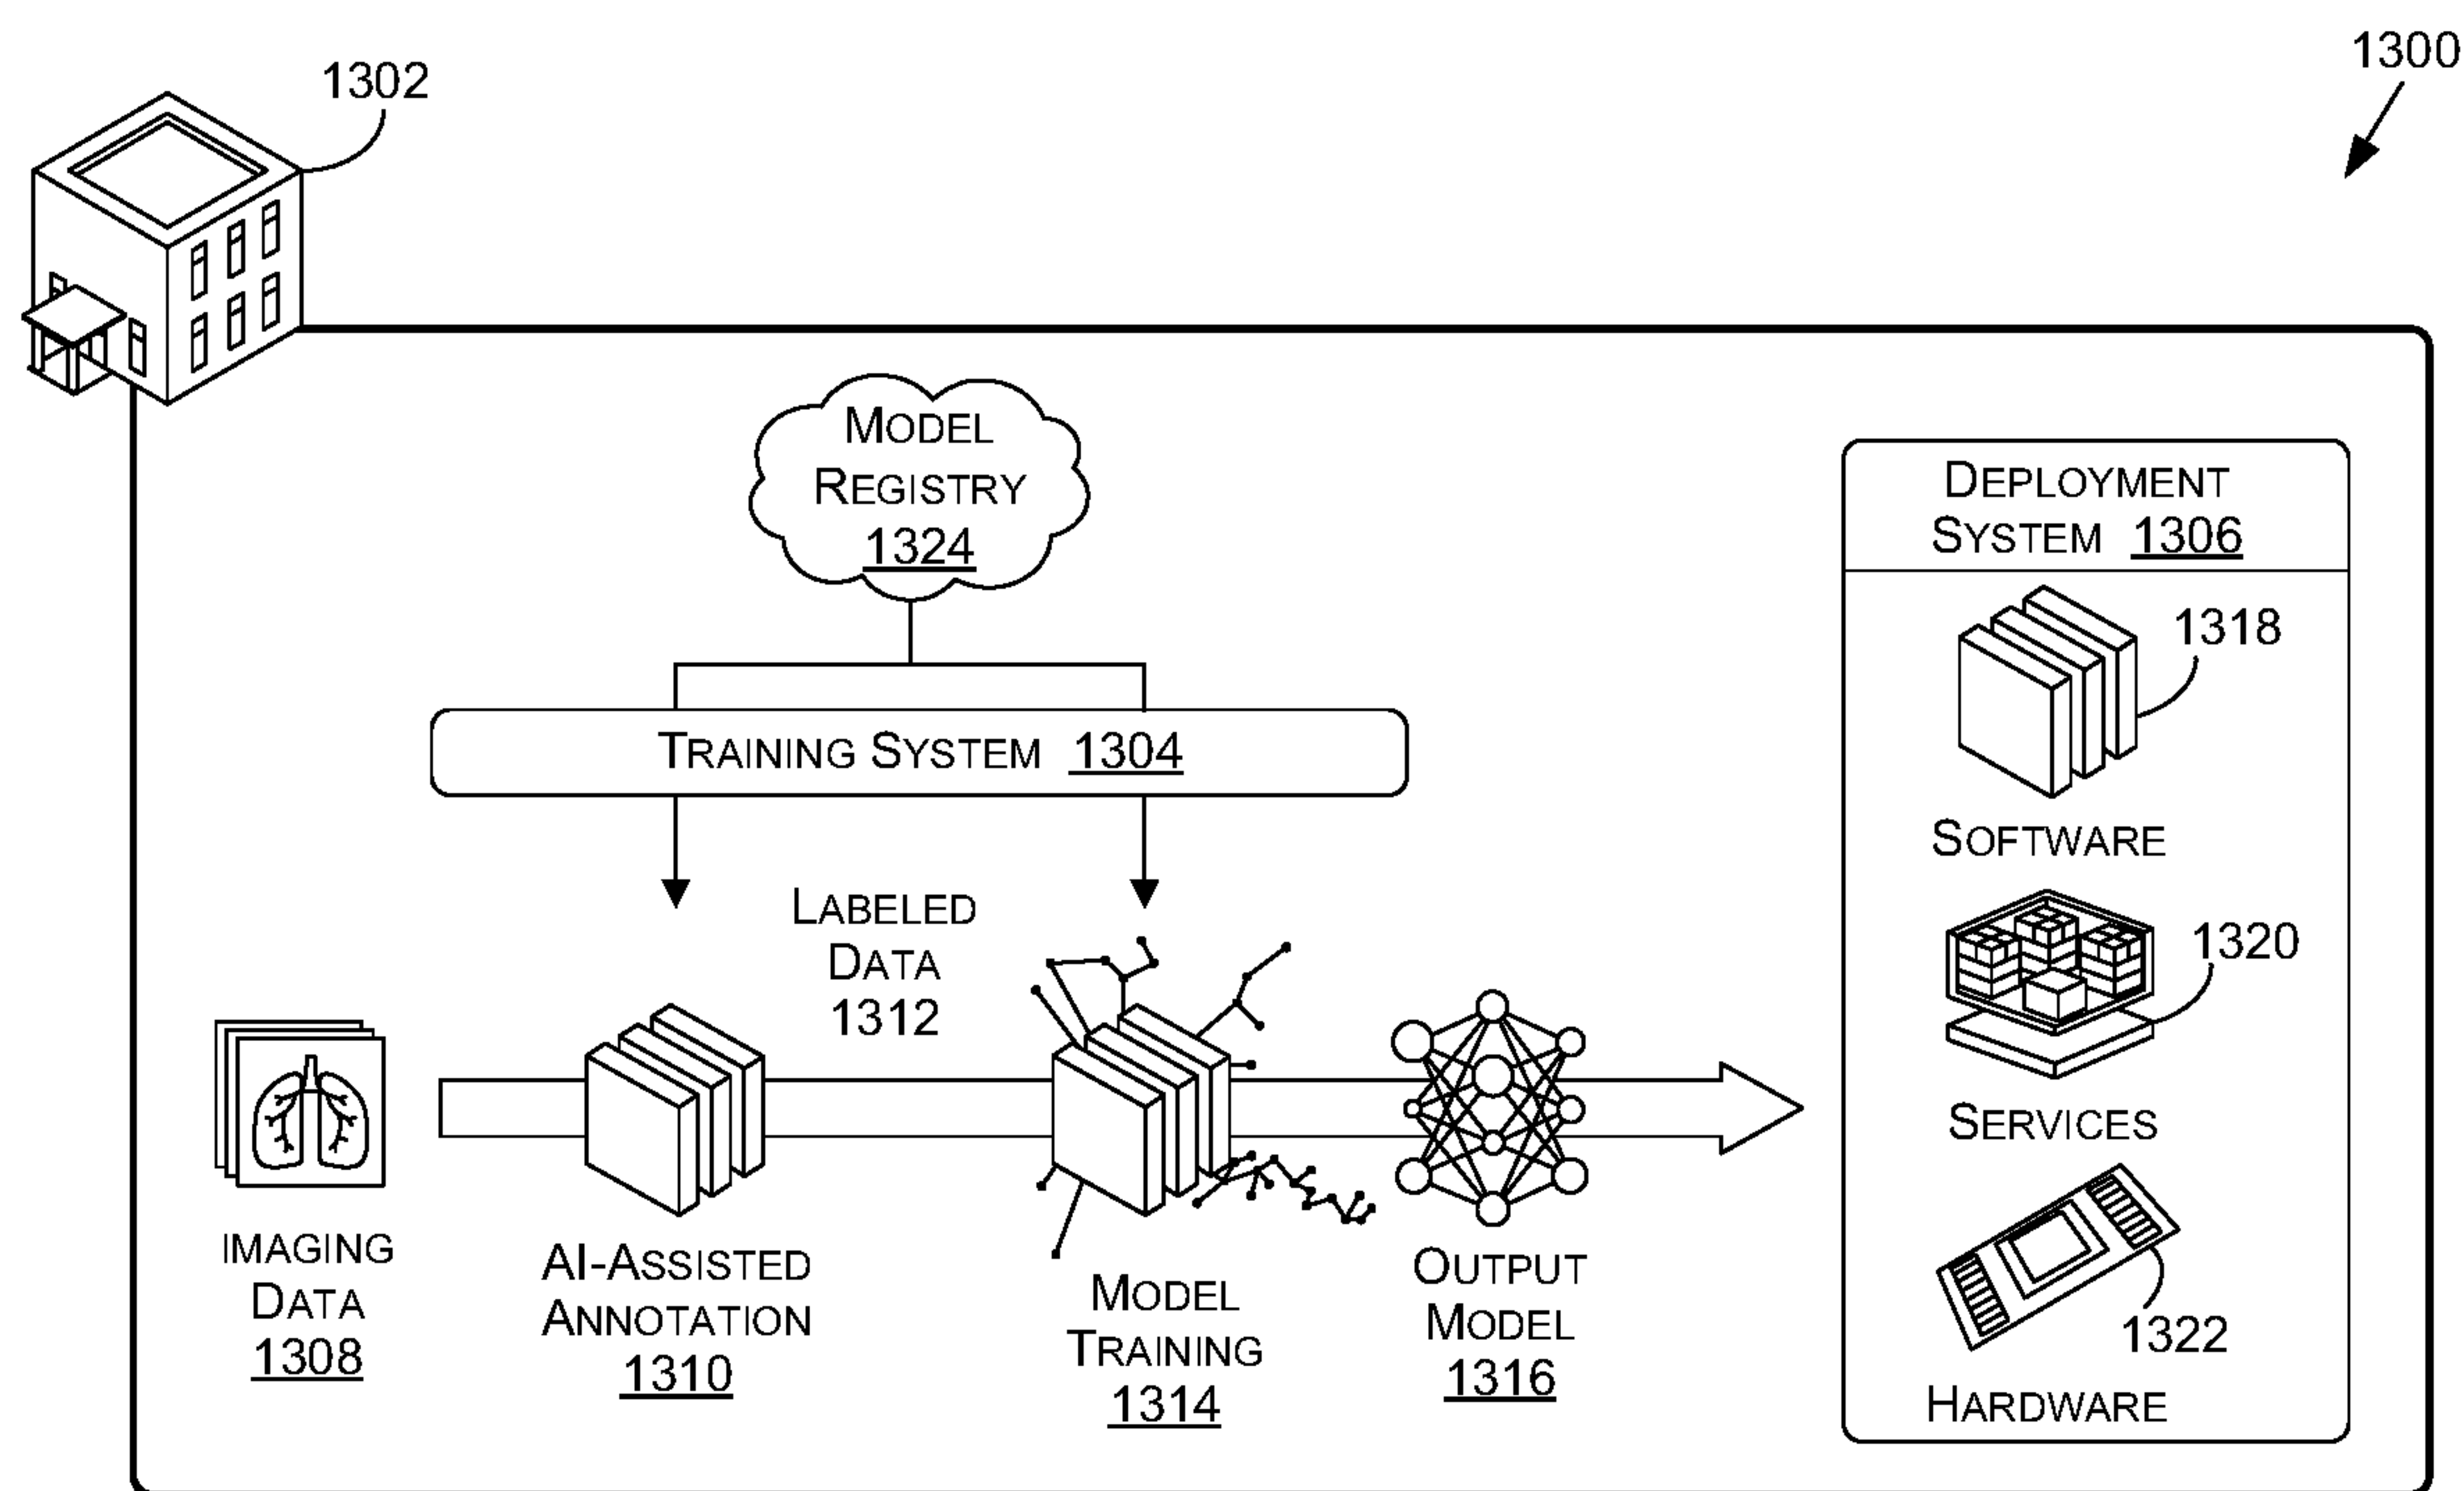 1300
1302
MODEL
REGISTRY
1324
DEPLOYMENT
SYSTEM 1306
1318
SOFTWARE
1320
SERVICES
1322
HARDWARE
TRAINING SYSTEM 1304
LABELED
DATA
1312
IMAGING
DATA
1308
AI-ASSISTED
ANNOTATION
1310
MODEL
TRAINING
1314
OUTPUT
MODEL
1316